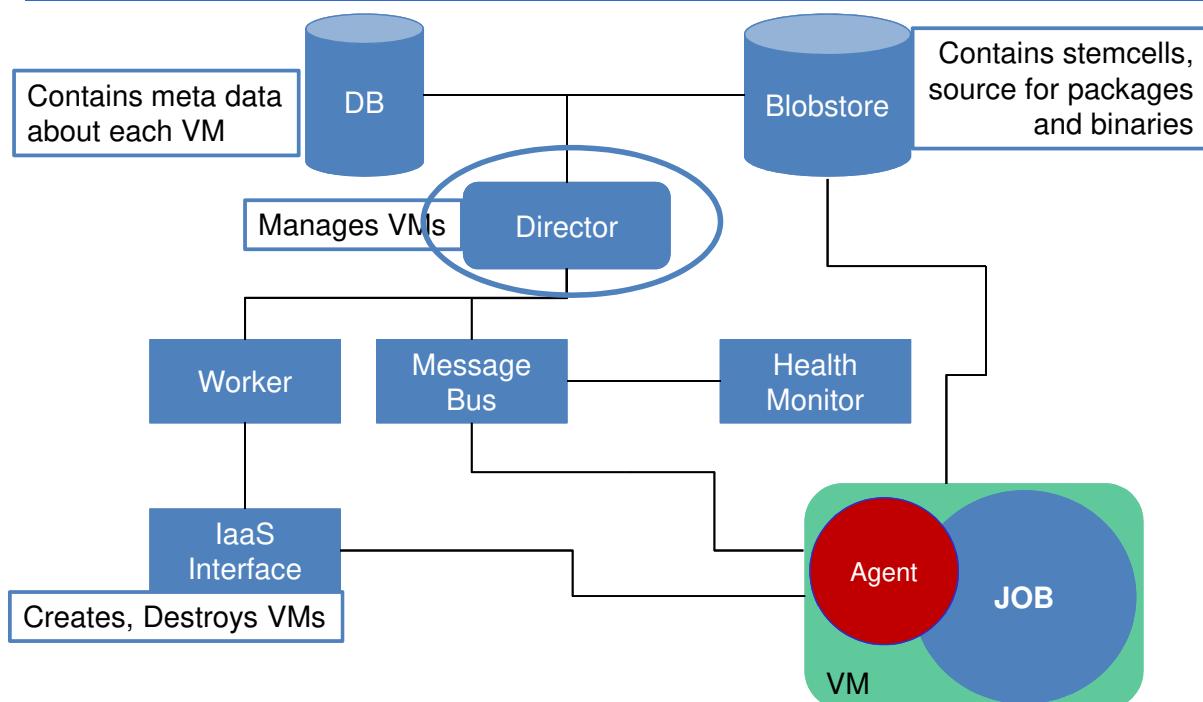 DB
Contains meta data
about each VM
Blobstore
Contains stemcells,
source for packages
and binaries
Manages VMs
Director
Worker
Message
Bus
Health
Monitor
IaaS
Interface
Creates, Destroys VMs
Agent
JOB
VM